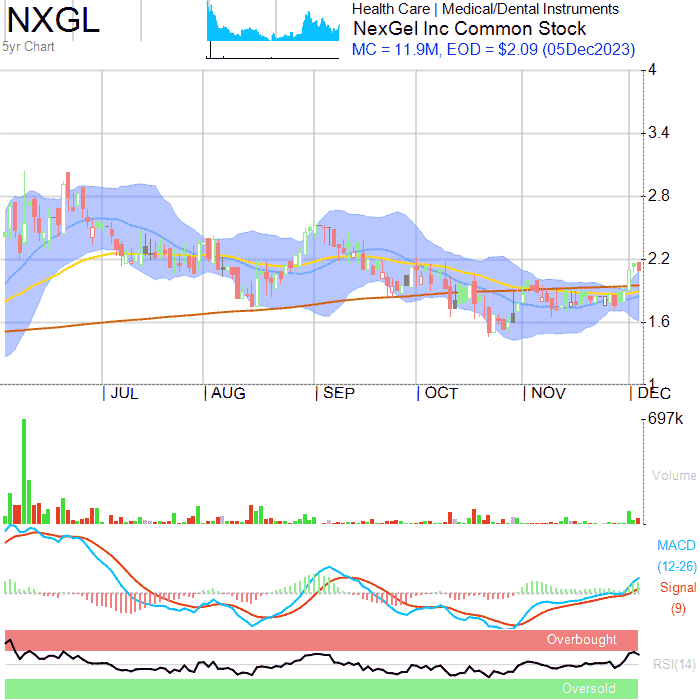 NXGL
5yr Chart
Health Care | Medical/Dental Instruments
NexGel Inc Common Stock
MC = 11.9M, EOD = $2.09 (05Dec2023)
4
3.4
2.8
2.2
1.6
1
JUL
AUG
SEP
OCT
NOV
DEC
697k
Volume
MACD
(12-26)
Signal
(9)
Overbought
RSI(14)
Oversold